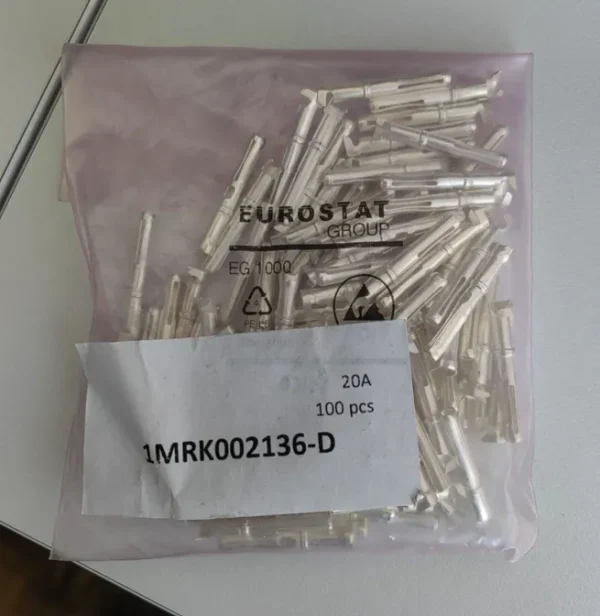 EUROSTAT
GROUP
EG 1000
20A
100 pcs
1MRK002136-D